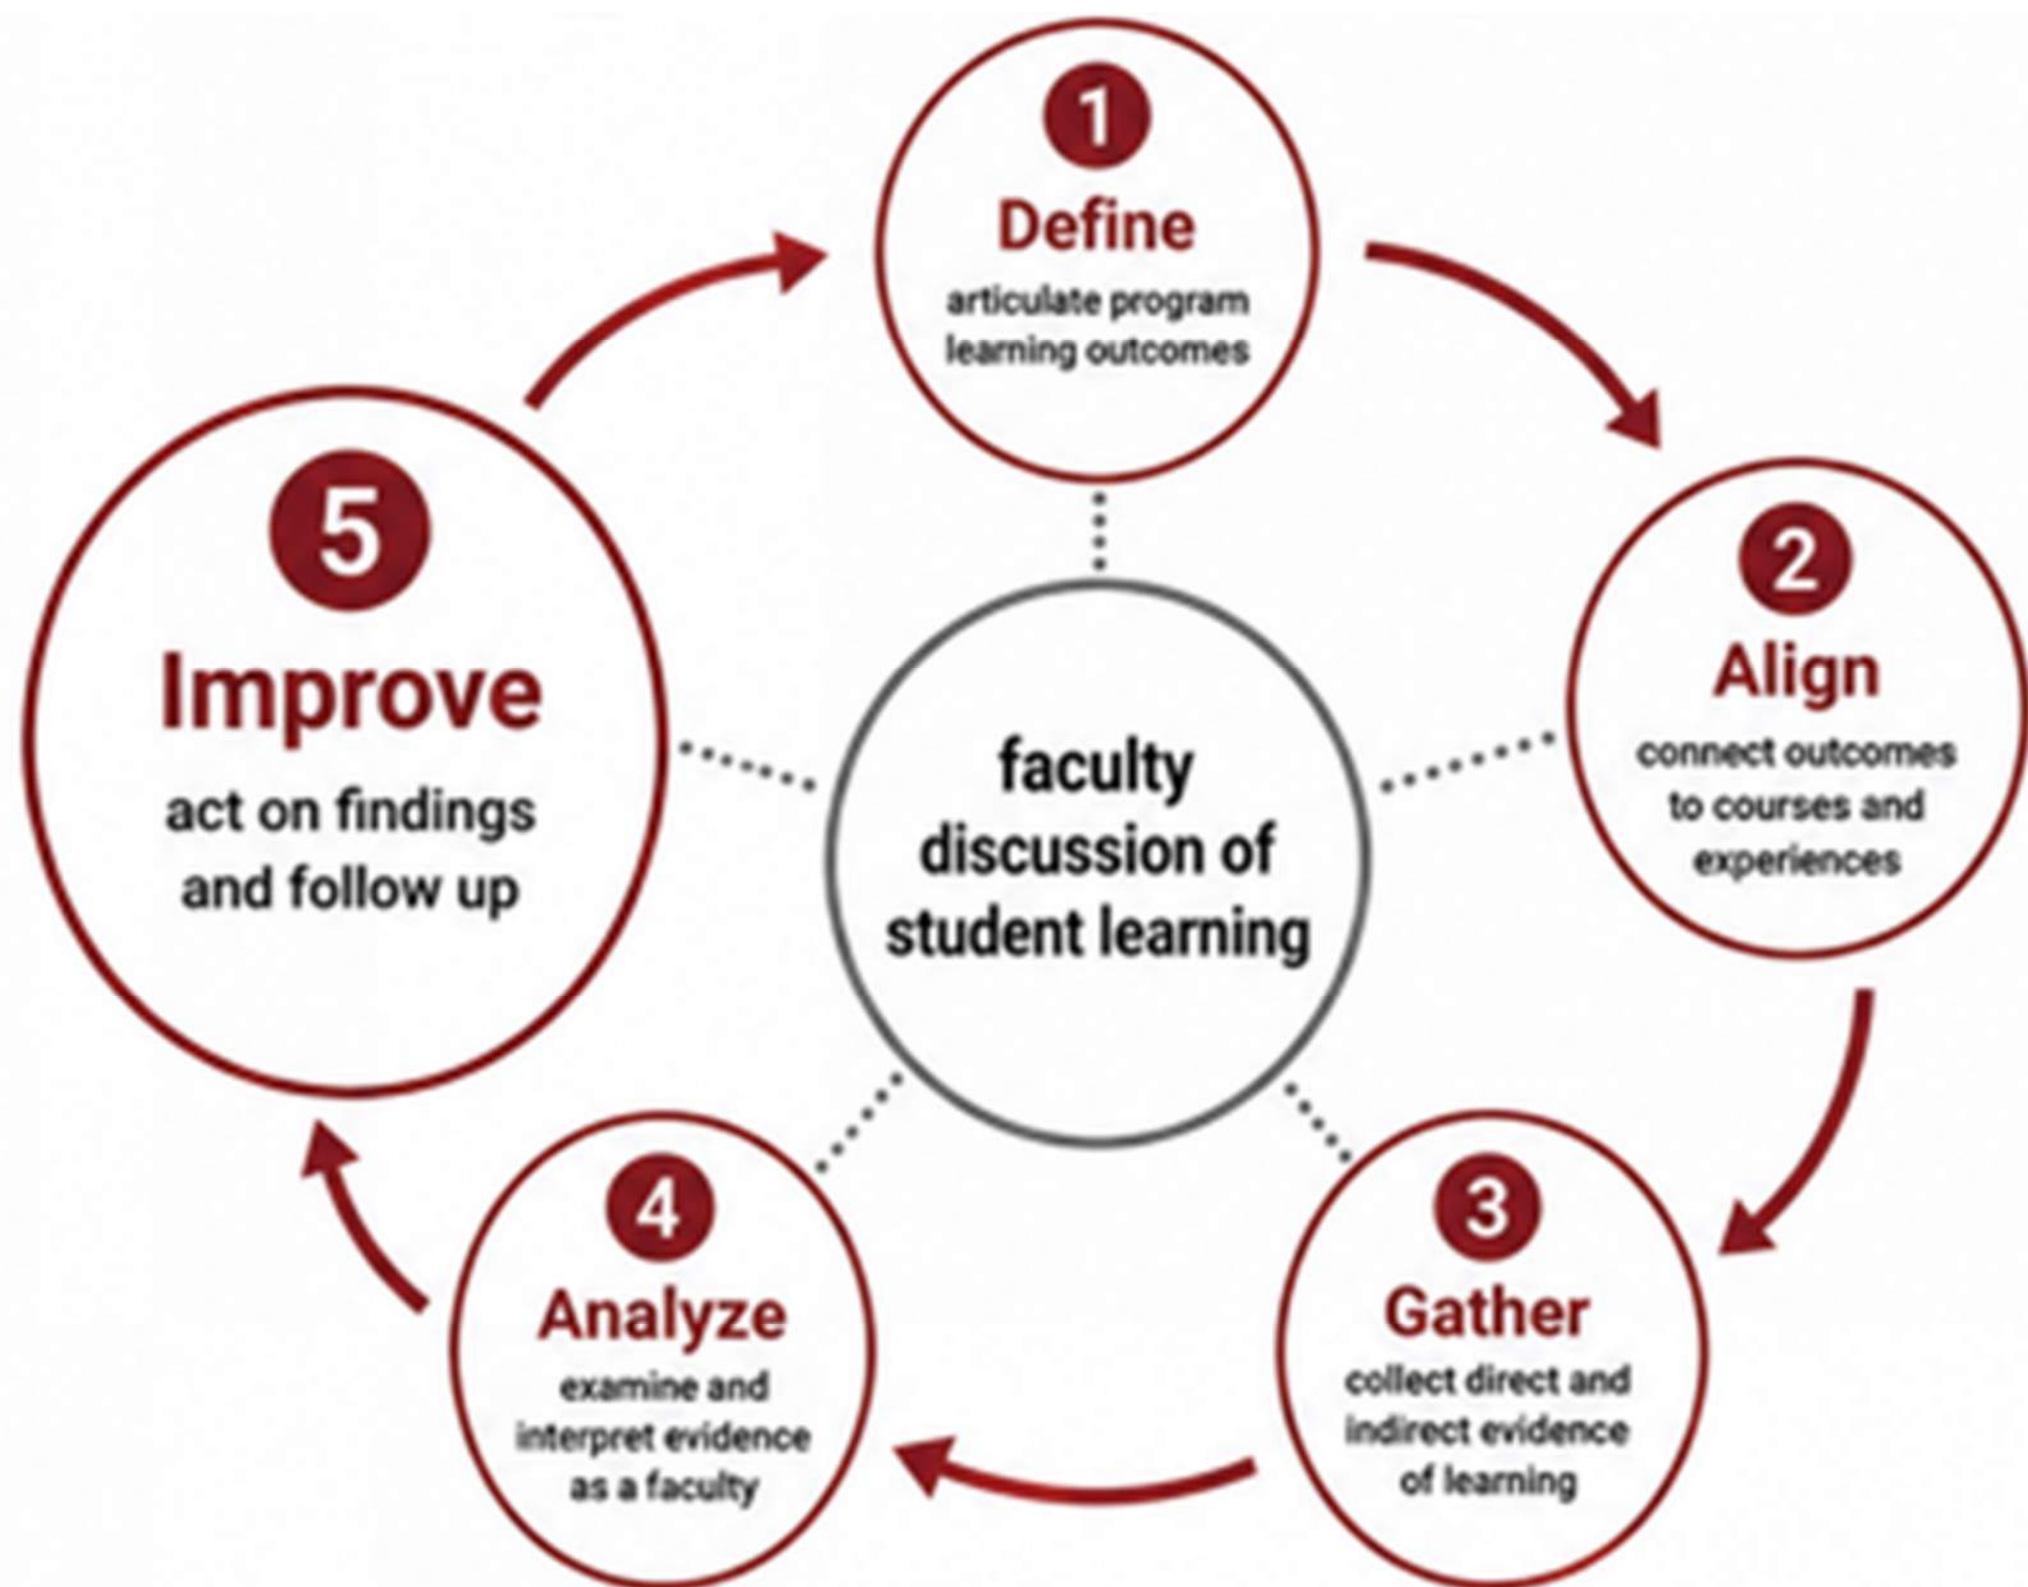 1
Define
articulate program
learning outcomes
2
Align
connect outcomes
to courses and
experiences
3
Gather
collect direct and
indirect evidence
of learning
4
Analyze
examine and
interpret evidence
as a faculty
5
Improve
act on findings
and follow up
faculty
discussion of
student learning